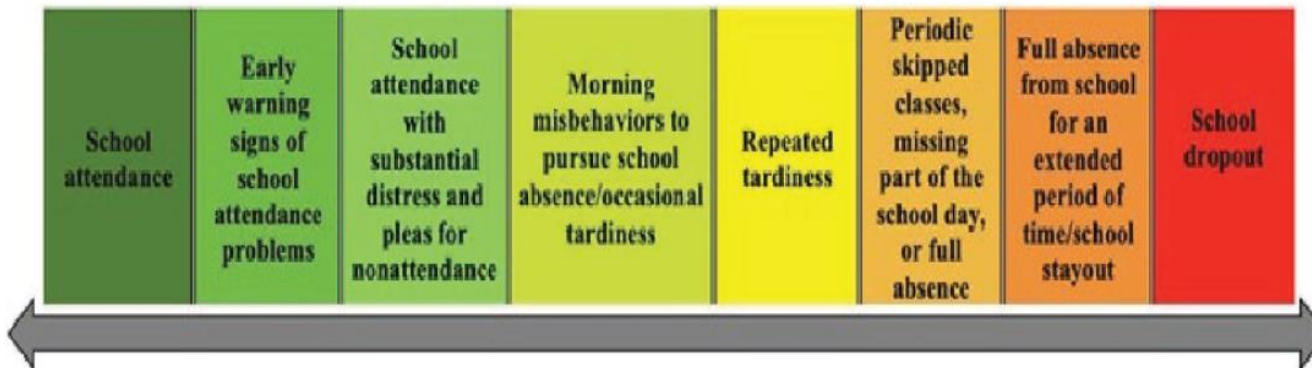 School
attendance
Early
warning
signs of
school
attendance
problems
School
attendance
with
substantial
distress and
pleas for
nonattendance
Morning
misbehaviors to
pursue school
absence/occasional
tardiness
Repeated
tardiness
Periodic
skipped
classes,
missing
part of the
school day,
or full
absence
Full absence
from school
for an
extended
period of
time/school
stayout
School
dropout